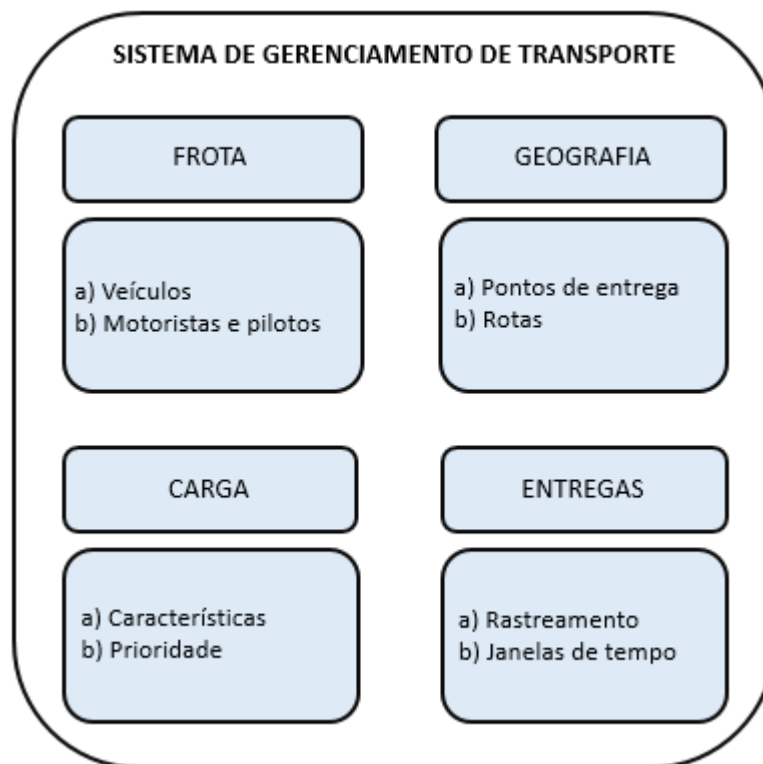 SISTEMA DE GERENCIAMENTO DE TRANSPORTE
FROTA
a) Veículos
b) Motoristas e pilotos
GEOGRAFIA
a) Pontos de entrega
b) Rotas
CARGA
a) Características
b) Prioridade
ENTREGAS
a) Rastreamento
b) Janelas de tempo